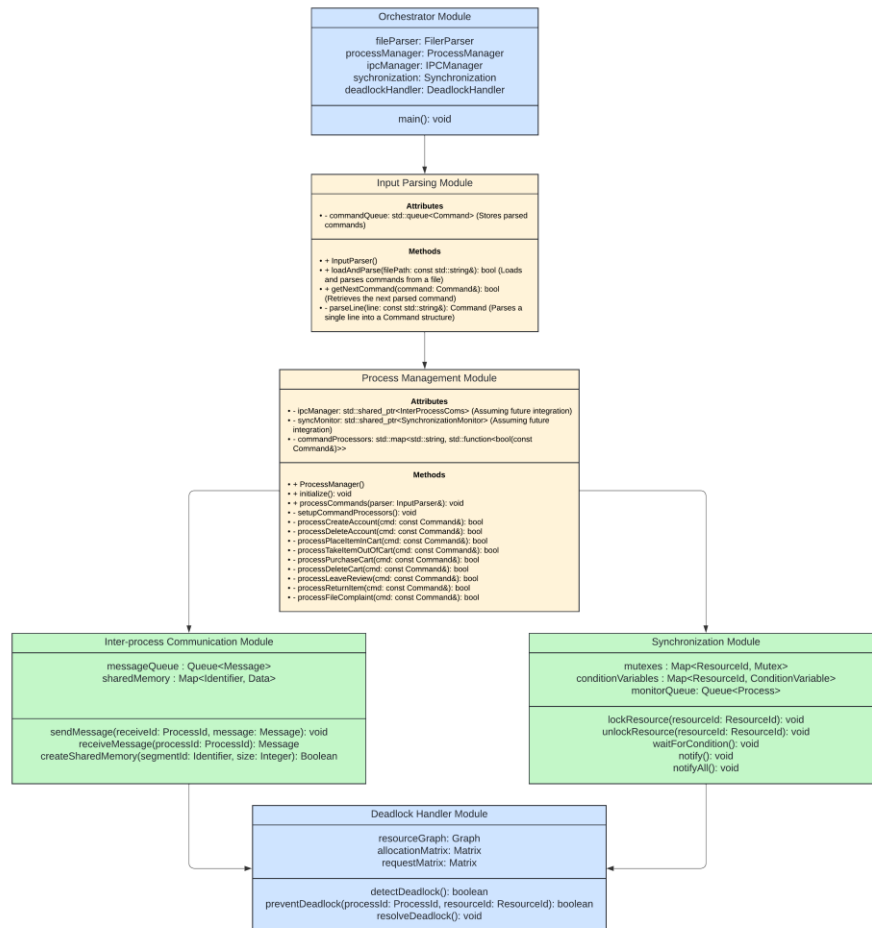 Orchestrator Module
fileParser: FilerParser
processManager: ProcessManager
ipcManager: IPCManager
sychronization: Synchronization
deadlockHandler: DeadlockHandler
main(): void
Input Parsing Module
Attributes
• - commandQueue: std::queue<Command> (Stores parsed
commands)
Methods
• + InputParser()
• + loadAndParse(filePath: const std::string&): bool (Loads
and parses commands from a file)
• + getNextCommand(command: Command&): bool
(Retrieves the next parsed command)
• - parseLine(line: const std::string&): Command (Parses a
single line into a Command structure)
Process Management Module
Attributes
• - ipcManager: std::shared_ptr<InterProcessComs> (Assuming future integration)
• - syncMonitor: std::shared_ptr<SynchronizationMonitor> (Assuming future
integration)
• - commandProcessors: std::map<std::string, std::function<bool(const
Command&)>>
Methods
• + ProcessManager()
• + initialize(): void
• + processCommands(parser: InputParser&): void
• - setupCommandProcessors(): void
• - processCreateAccount(cmd: const Command&): bool
• - processDeleteAccount(cmd: const Command&): bool
• - processPlaceItemInCart(cmd: const Command&): bool
• - processTakeItemOutOfCart(cmd: const Command&): bool
• - processPurchaseCart(cmd: const Command&): bool
• - processDeleteCart(cmd: const Command&): bool
• - processLeaveReview(cmd: const Command&): bool
• - processReturnItem(cmd: const Command&): bool
• - processFileComplaint(cmd: const Command&): bool
Inter-process Communication Module
messageQueue : Queue<Message>
sharedMemory : Map<Identifier, Data>
sendMessage(receiveId: ProcessId, message: Message): void
receiveMessage(processId: ProcessId): Message
createSharedMemory(segmentId: Identifier, size: Integer): Boolean
Synchronization Module
mutexes : Map<ResourceId, Mutex>
conditionVariables : Map<ResourceId, ConditionVariable>
monitorQueue: Queue<Process>
lockResource(resourceId: ResourceId): void
unlockResource(resourceId: ResourceId): void
waitForCondition(): void
notify(): void
notifyAll(): void
Deadlock Handler Module
resourceGraph: Graph
allocationMatrix: Matrix
requestMatrix: Matrix
detectDeadlock(): boolean
preventDeadlock(processId: ProcessId, resourceId: ResourceId): boolean
resolveDeadlock(): void